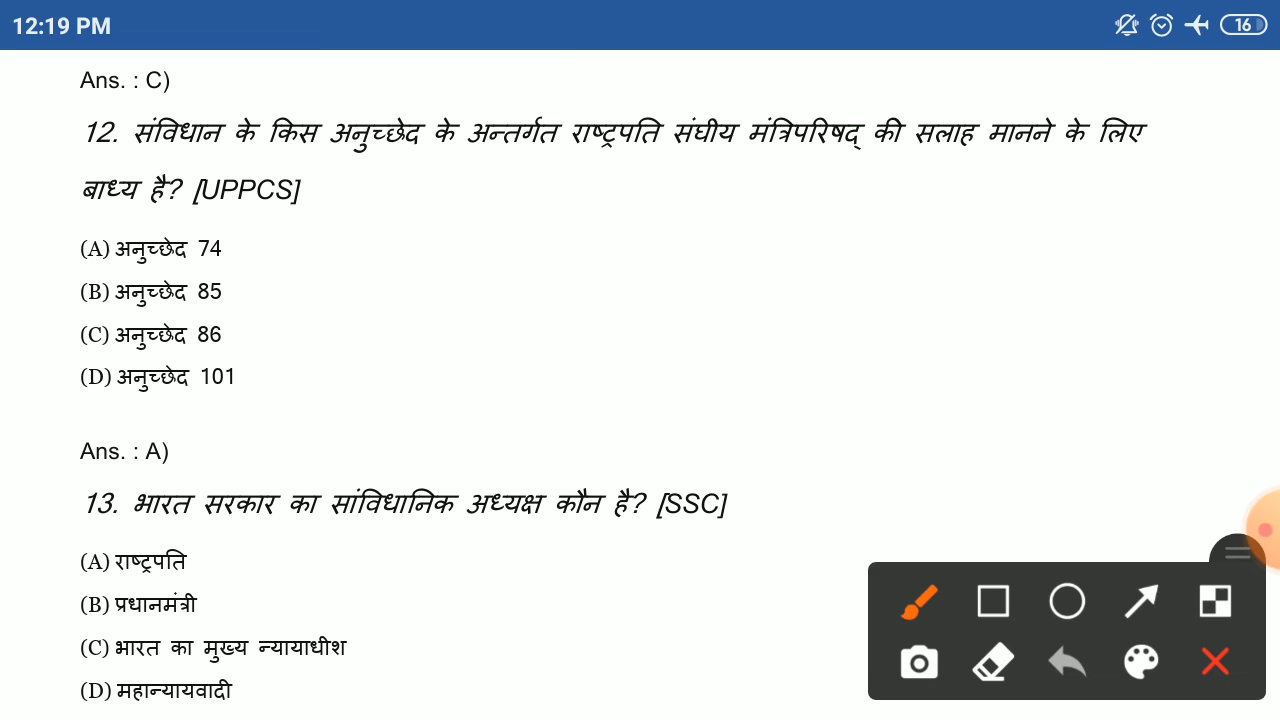 12:19 PM
16
Ans. : C)
12. संविधान के किस अनुच्छेद के अन्तर्गत राष्ट्रपति संघीय मंत्रिपरिषद् की सलाह मानने के लिए
बाध्य है? [UPPCS]
(A) अनुच्छेद 74
(B) अनुच्छेद 85
(C) अनुच्छेद 86
(D) अनुच्छेद 101
Ans. : A)
13. भारत सरकार का सांविधानिक अध्यक्ष कौन है? [SSC]
(A) राष्ट्रपति
(B) प्रधानमंत्री
(C) भारत का मुख्य न्यायाधीश
(D) महान्यायवादी